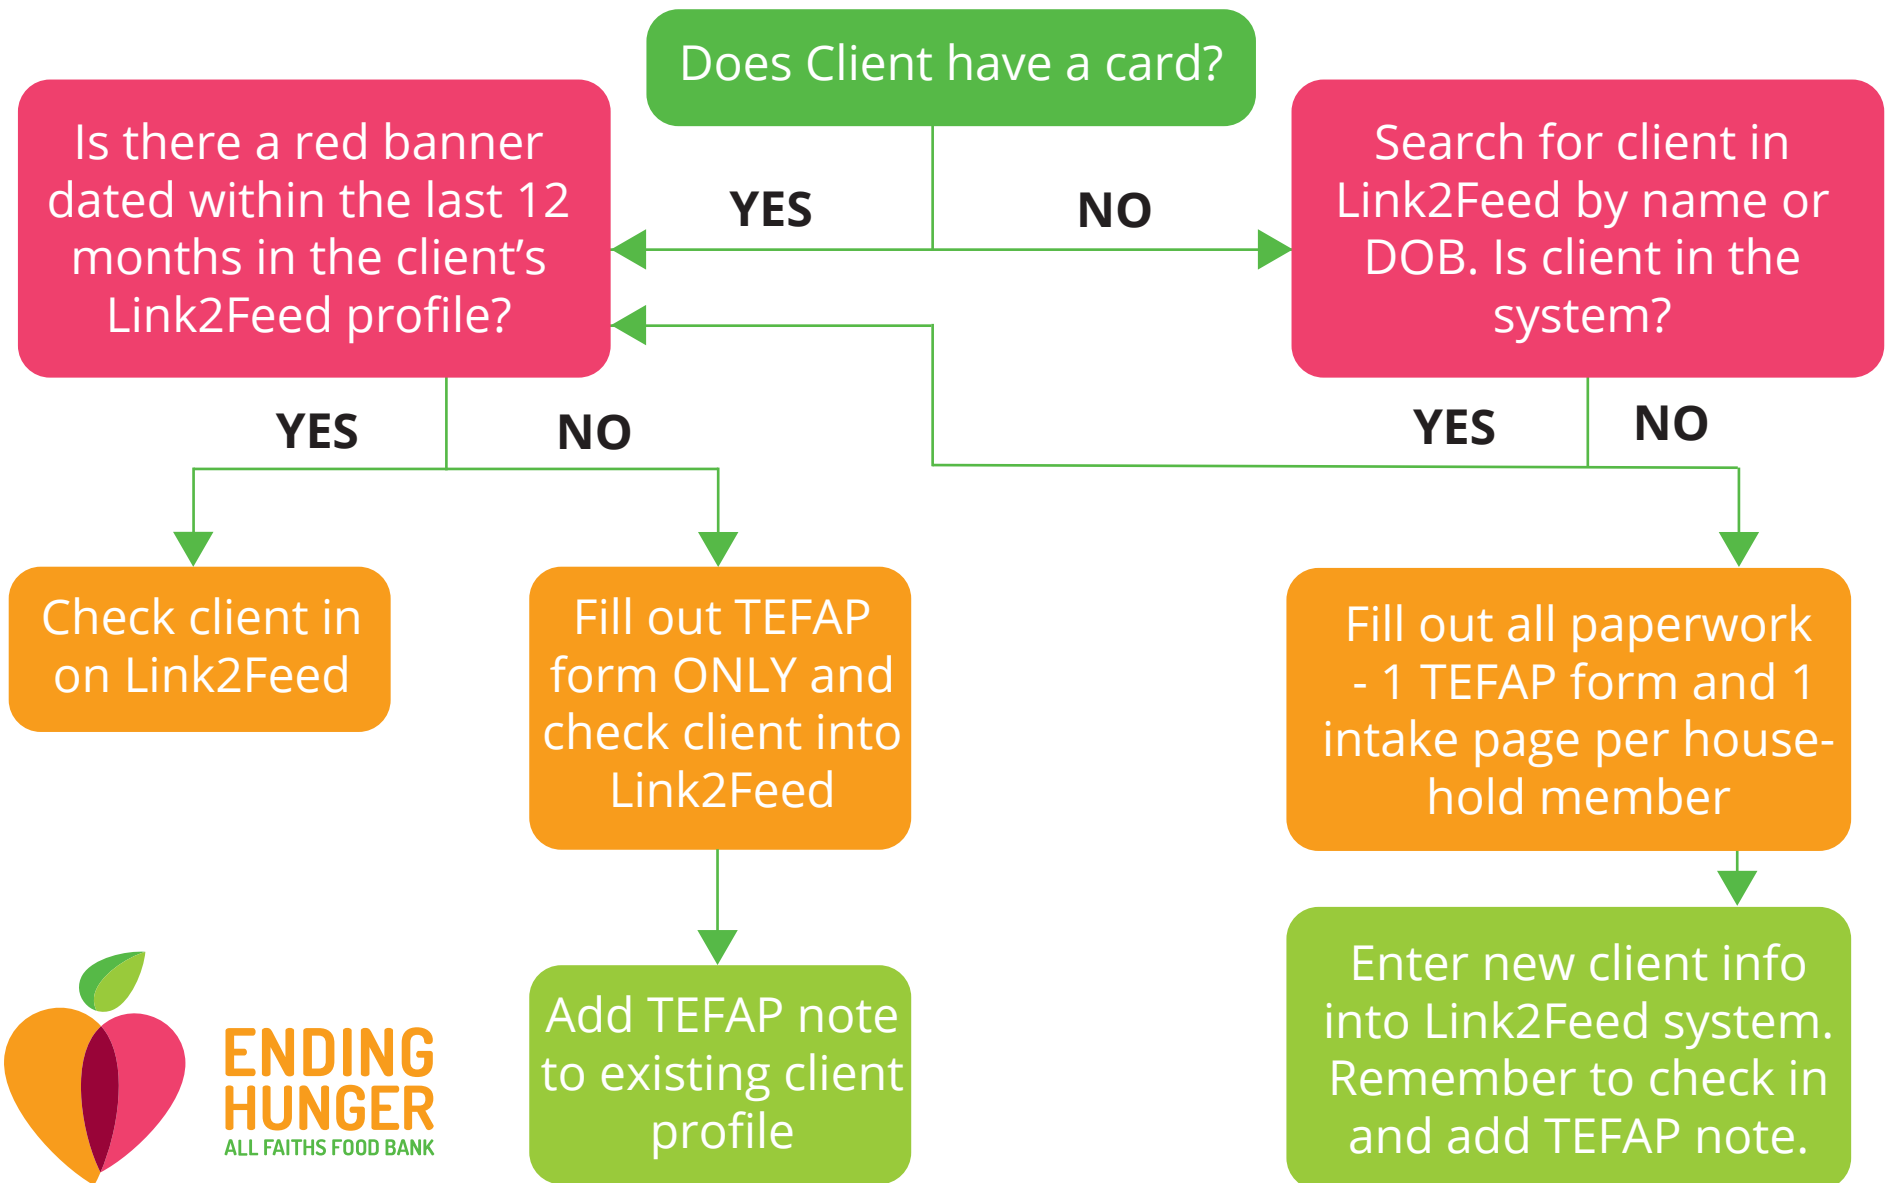 Does Client have a card?
Is there a red banner
dated within the last 12
months in the client’s
Link2Feed profile?
YES
NO
Search for client in
Link2Feed by name or
DOB. Is client in the
system?
YES
NO
YES
NO
Check client in
on Link2Feed
Fill out TEFAP
form ONLY and
check client into
Link2Feed
Fill out all paperwork
- 1 TEFAP form and 1
intake page per house-
hold member
Add TEFAP note
to existing client
profile
Enter new client info
into Link2Feed system.
Remember to check in
and add TEFAP note.
ENDING
HUNGER
ALL FAITHS FOOD BANK